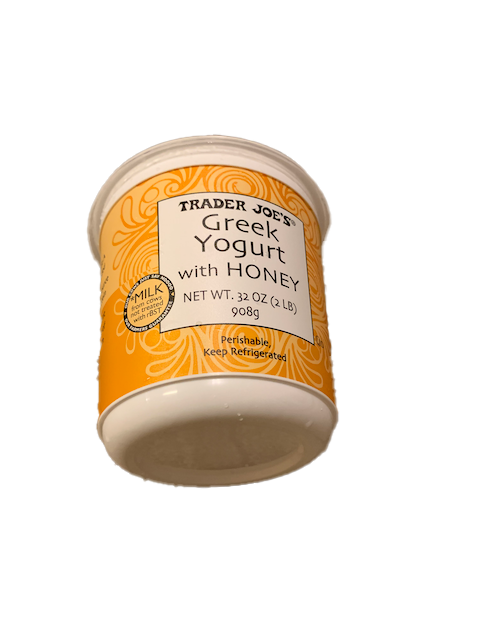 TRADER JOE'S®
Greek
Yogurt
with HONEY
NET WT. 32 OZ (2 LB)
908g
Perishable,
Keep Refrigerated
*MILK
from cows
not treated
with rBST